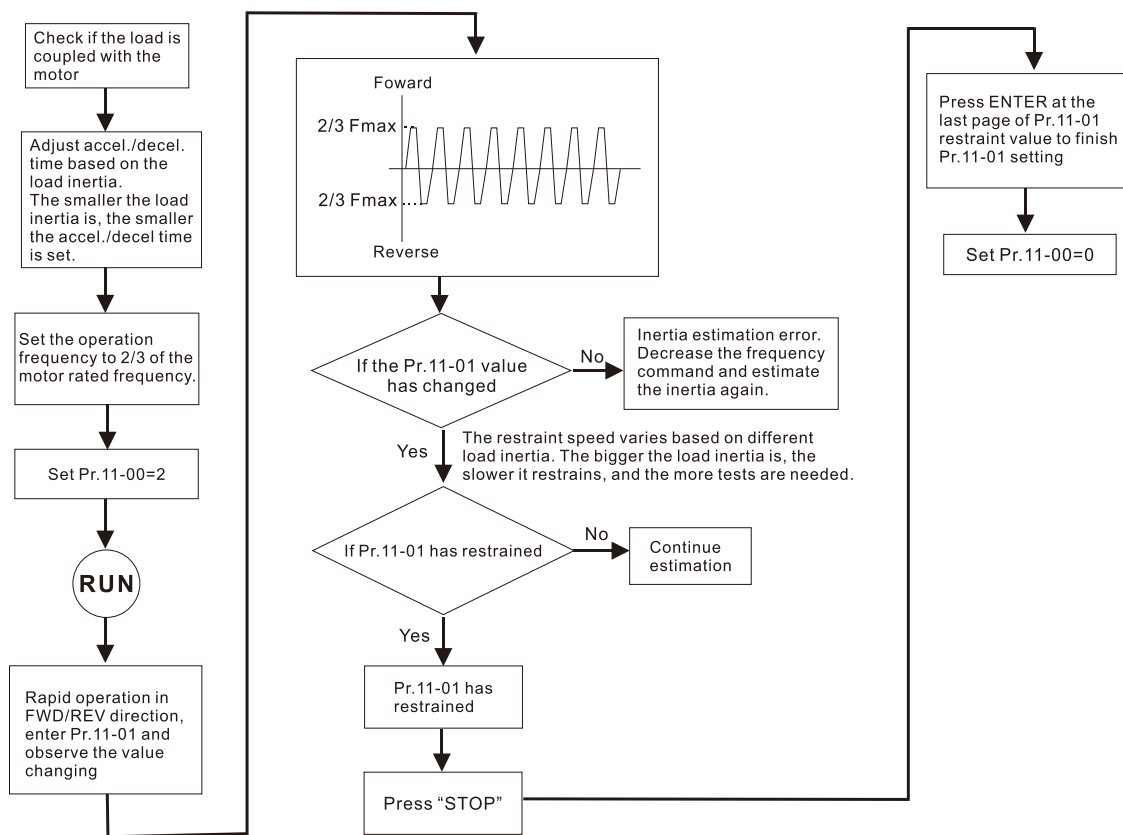 Check if the load is
coupled with the
motor
Adjust accel./decel.
time based on the
load inertia.
The smaller the load
inertia is, the smaller
the accel./decel time
is set.
Set the operation
frequency to 2/3 of the
motor rated frequency.
Set Pr.11-00=2
RUN
Rapid operation in
FWD/REV direction,
enter Pr.11-01 and
observe the value
changing
Foward
2/3 Fmax
2/3 Fmax
Reverse
If the Pr.11-01 value
has changed
No
Inertia estimation error.
Decrease the frequency
command and estimate
the inertia again.
Yes
The restraint speed varies based on different
load inertia. The bigger the load inertia is, the
slower it restrains, and the more tests are needed.
If Pr.11-01 has restrained
No
Continue
estimation
Yes
Pr.11-01 has
restrained
Press “STOP”
Press ENTER at the
last page of Pr.11-01
restraint value to finish
Pr.11-01 setting
Set Pr.11-00=0